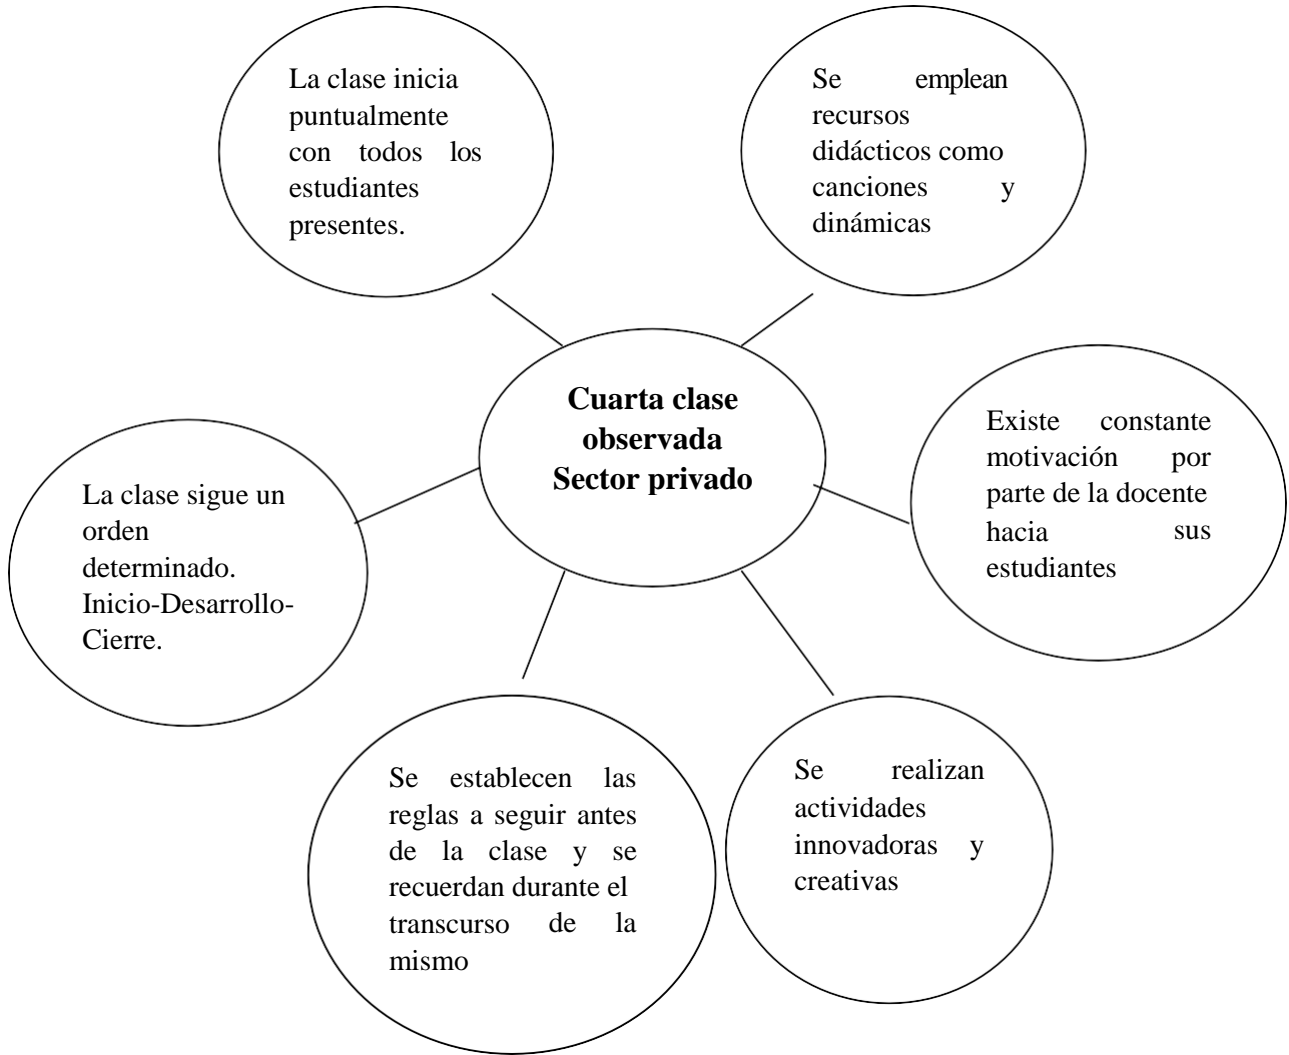 La clase inicia
puntualmente
con todos los
estudiantes
presentes.
Se emplean
recursos
didácticos como
canciones y
dinámicas
Cuarta clase
observada
Sector privado
Existe constante
motivación por
parte de la docente
hacia sus
estudiantes
La clase sigue un
orden
determinado.
Inicio-Desarrollo-
Cierre.
Se establecen las
reglas a seguir antes
de la clase y se
recuerdan durante el
transcurso de la
mismo
Se realizan
actividades
innovadoras y
creativas